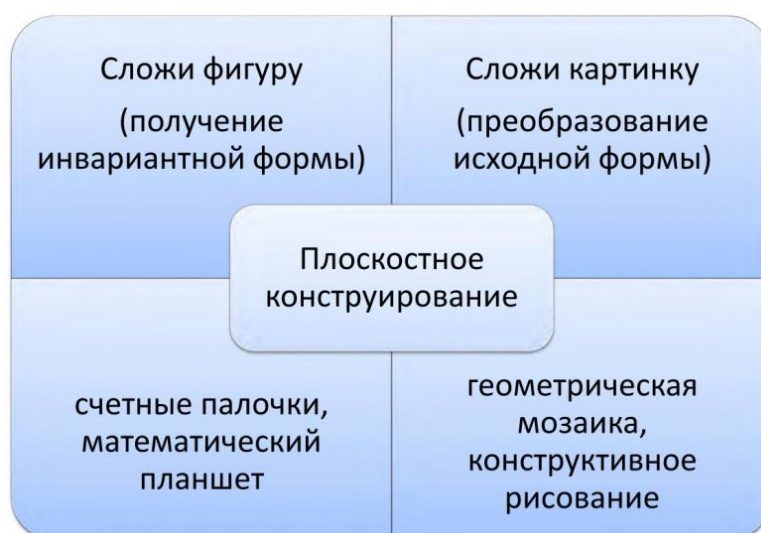 Сложи фигуру
(получение
инвариантной формы)
Сложи картинку
(преобразование
исходной формы)
Плоскостное
конструирование
счетные палочки,
математический
планшет
геометрическая
мозаика,
конструктивное
рисование